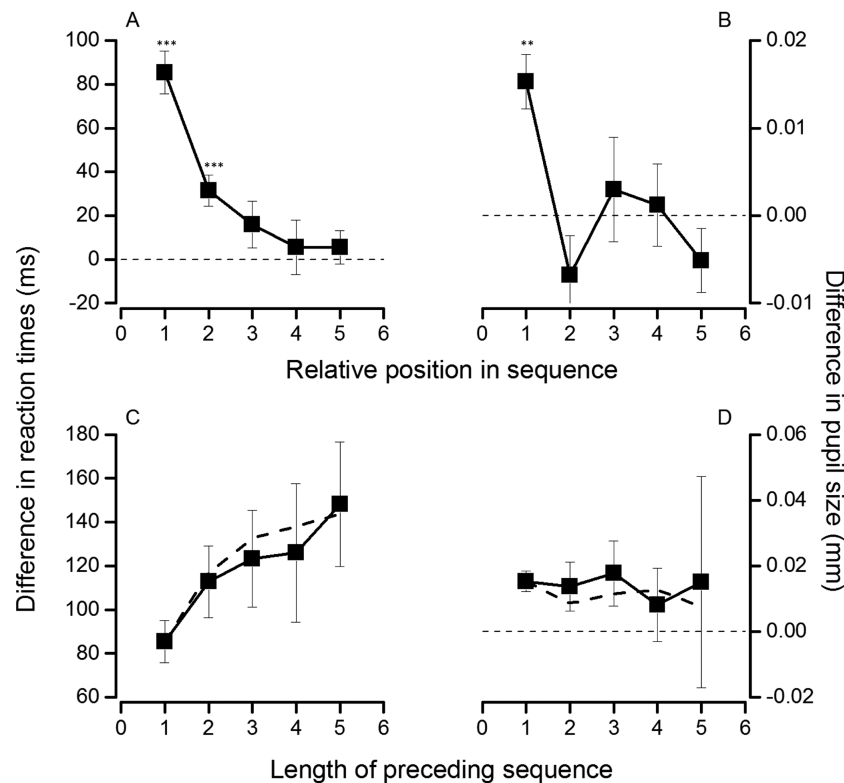 A
B
Difference in reaction times (ms)
100
80
60
40
20
0
-20
***
***
0 1 2 3 4 5 6
**
0.02
0.01
0.00
-0.01
0 1 2 3 4 5 6
Relative position in sequence
Difference in pupil size (mm)
C
D
180
160
140
120
100
80
60
0 1 2 3 4 5 6
0.06
0.04
0.02
0.00
-0.02
0 1 2 3 4 5 6
Length of preceding sequence